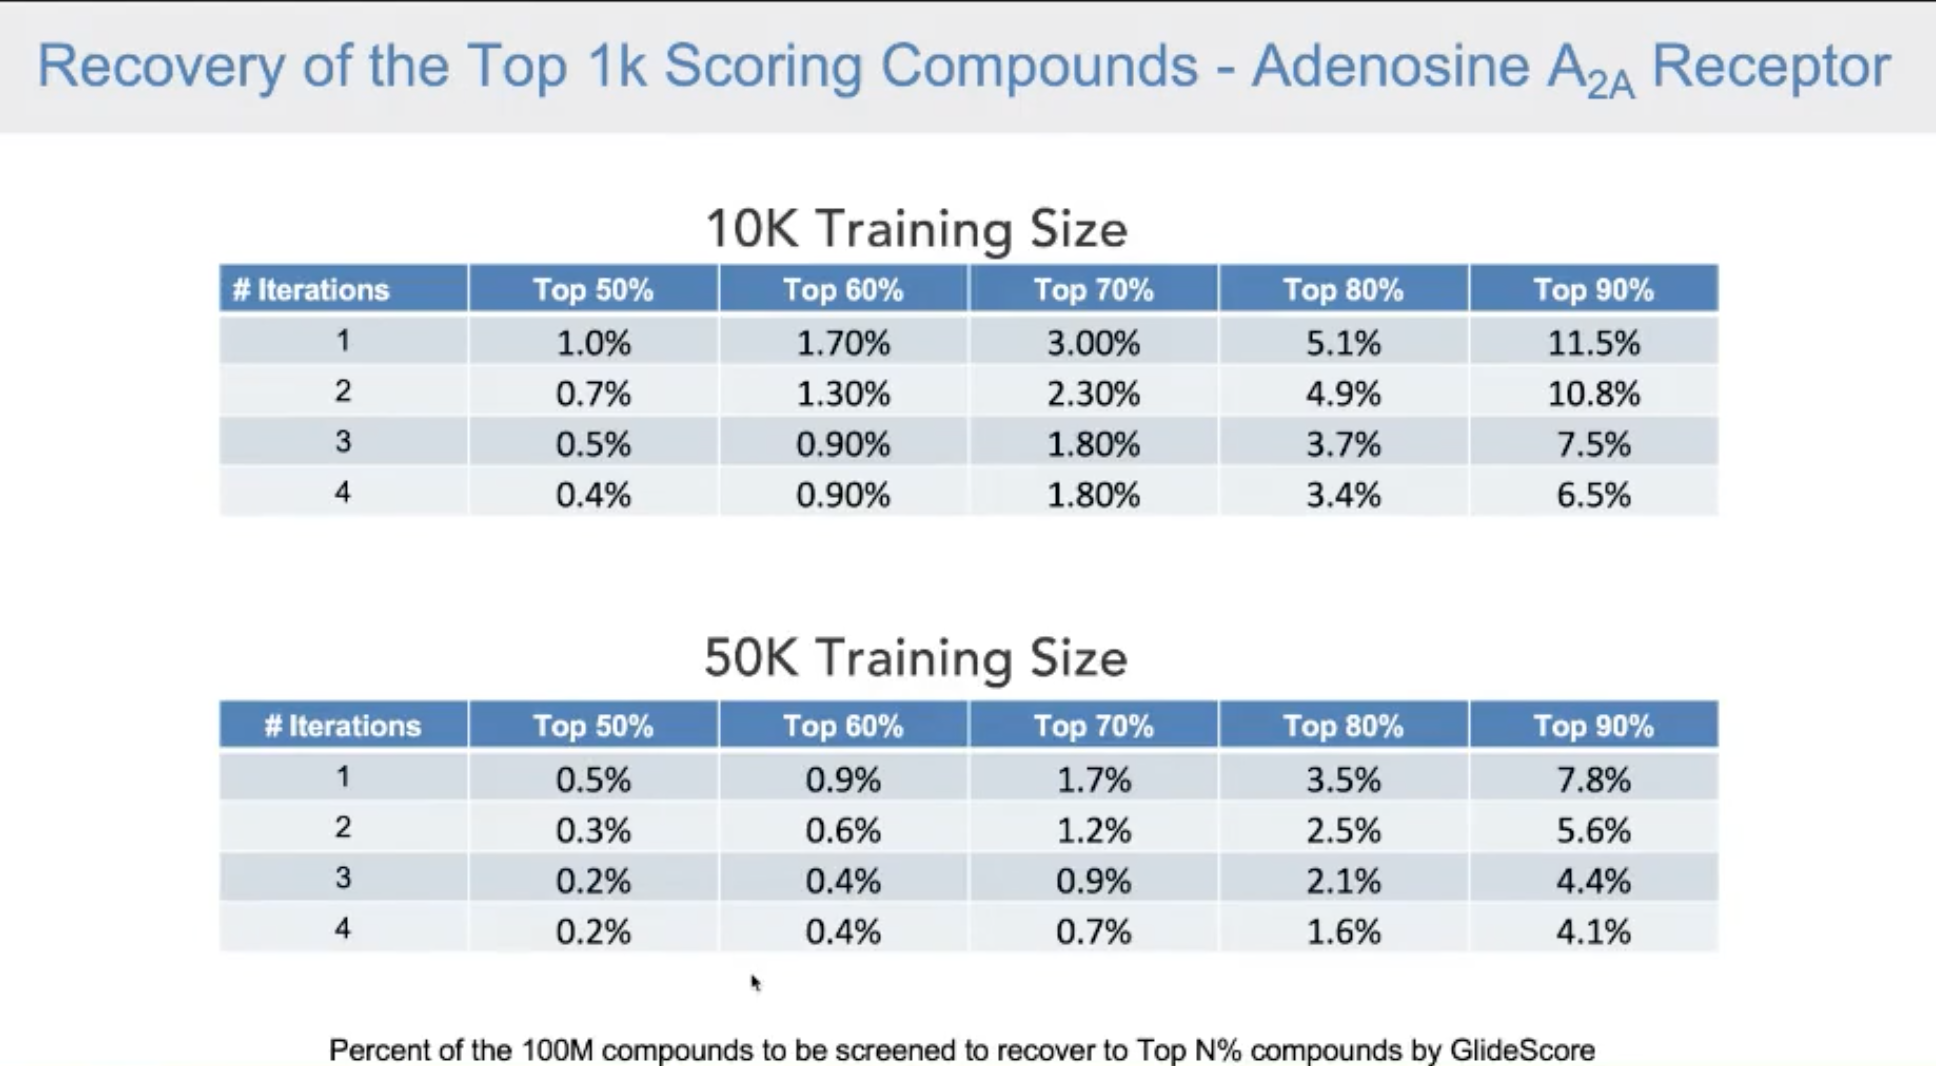 Recovery of the Top 1k Scoring Compounds - Adenosine A2A Receptor
10K Training Size
# Iterations Top 50% Top 60% Top 70% Top 80% Top 90%
1 1.0% 1.70% 3.00% 5.1% 11.5%
2 0.7% 1.30% 2.30% 4.9% 10.8%
3 0.5% 0.90% 1.80% 3.7% 7.5%
4 0.4% 0.90% 1.80% 3.4% 6.5%
50K Training Size
# Iterations Top 50% Top 60% Top 70% Top 80% Top 90%
1 0.5% 0.9% 1.7% 3.5% 7.8%
2 0.3% 0.6% 1.2% 2.5% 5.6%
3 0.2% 0.4% 0.9% 2.1% 4.4%
4 0.2% 0.4% 0.7% 1.6% 4.1%
Percent of the 100M compounds to be screened to recover to Top N% compounds by GlideScore